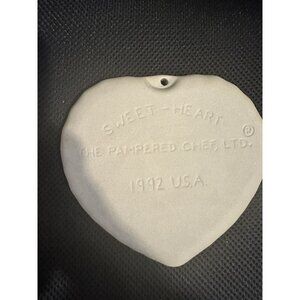 SWEET-HEART
®
THE PAMPERED CHEF, LTD.
1992 U.S.A.